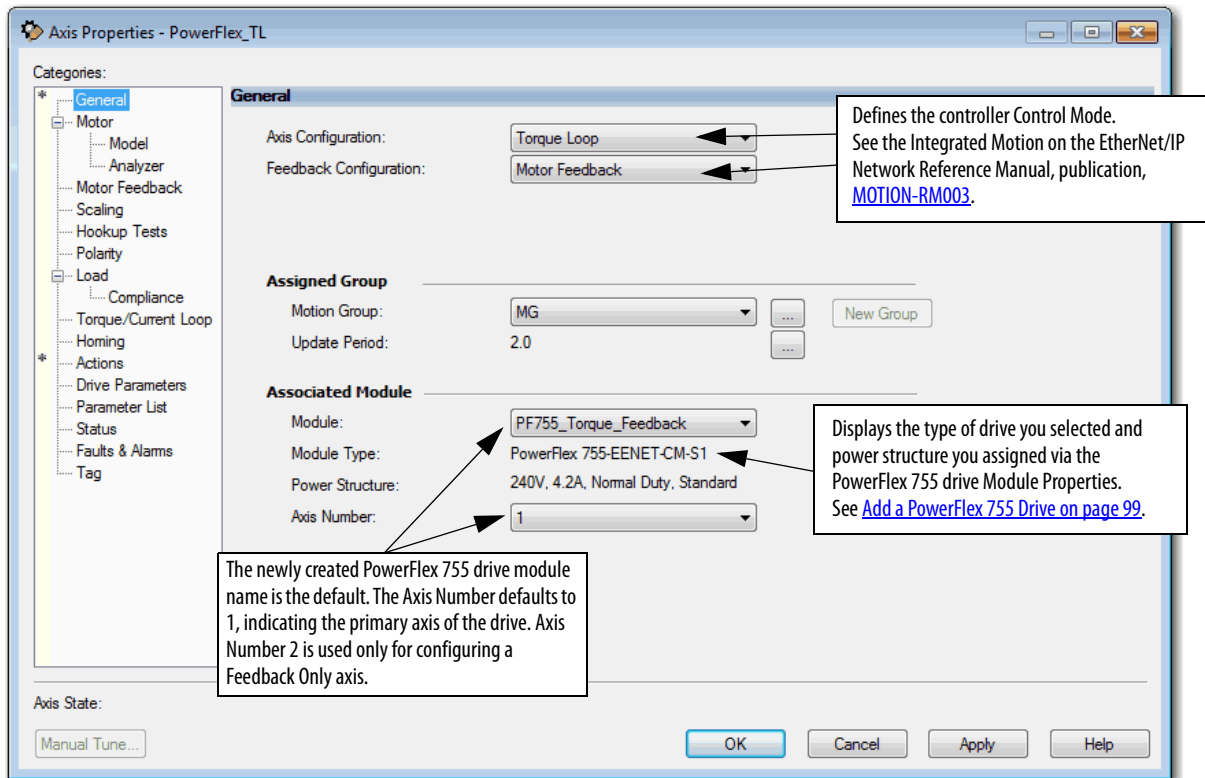 Axis Properties - PowerFlex_TL
Categories:
* General
Motor
Model
Analyzer
Motor Feedback
Scaling
Hookup Tests
Polarity
Load
Compliance
Torque/Current Loop
Homing
* Actions
Drive Parameters
Parameter List
Status
Faults & Alarms
Tag
General
Axis Configuration: Torque Loop
Feedback Configuration: Motor Feedback
Defines the controller Control Mode.
See the Integrated Motion on the EtherNet/IP
Network Reference Manual, publication,
MOTION-RM003.
Assigned Group
Motion Group: MG ... New Group
Update Period: 2.0 ...
Associated Module
Module: PF755_Torque_Feedback
Module Type: PowerFlex 755-EENET-CM-S1
Power Structure: 240V, 4.2A, Normal Duty, Standard
Axis Number: 1
Displays the type of drive you selected and
power structure you assigned via the
PowerFlex 755 drive Module Properties.
See Add a PowerFlex 755 Drive on page 99.
The newly created PowerFlex 755 drive module
name is the default. The Axis Number defaults to
1, indicating the primary axis of the drive. Axis
Number 2 is used only for configuring a
Feedback Only axis.
Axis State:
Manual Tune... OK Cancel Apply Help